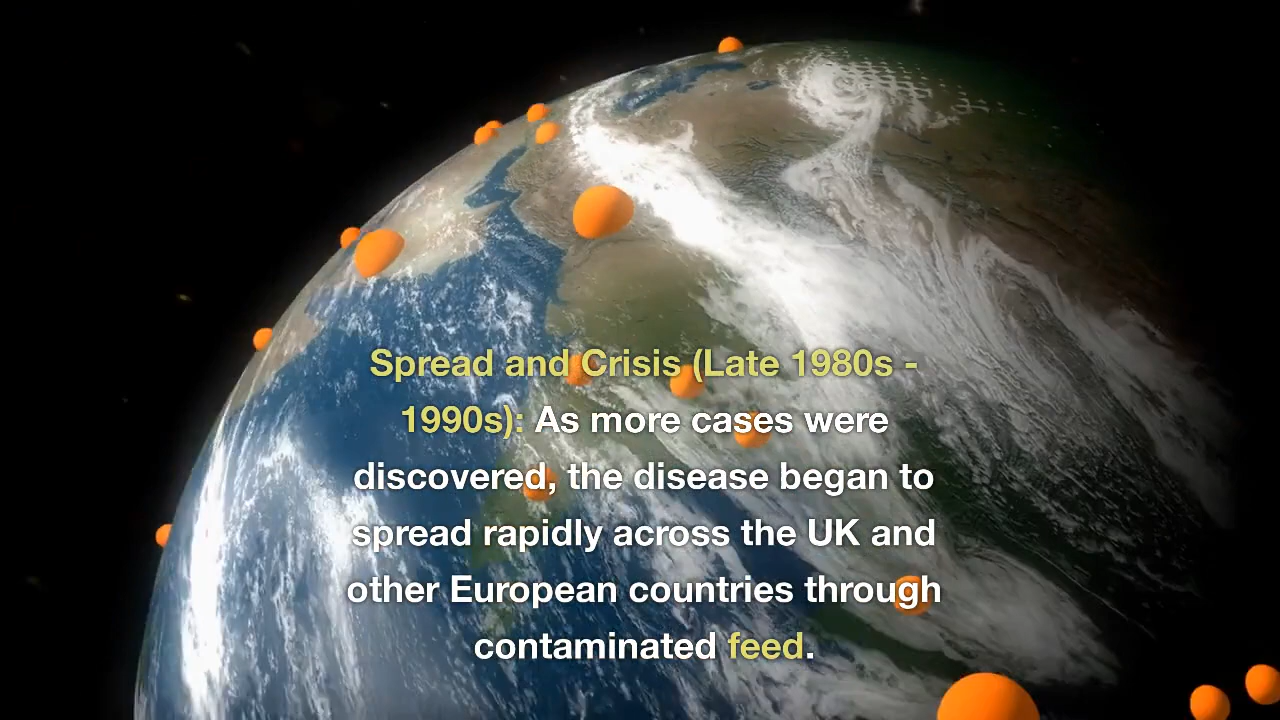 Spread and Crisis (Late 1980s -
1990s): As more cases were
discovered, the disease began to
spread rapidly across the UK and
other European countries through
contaminated feed.